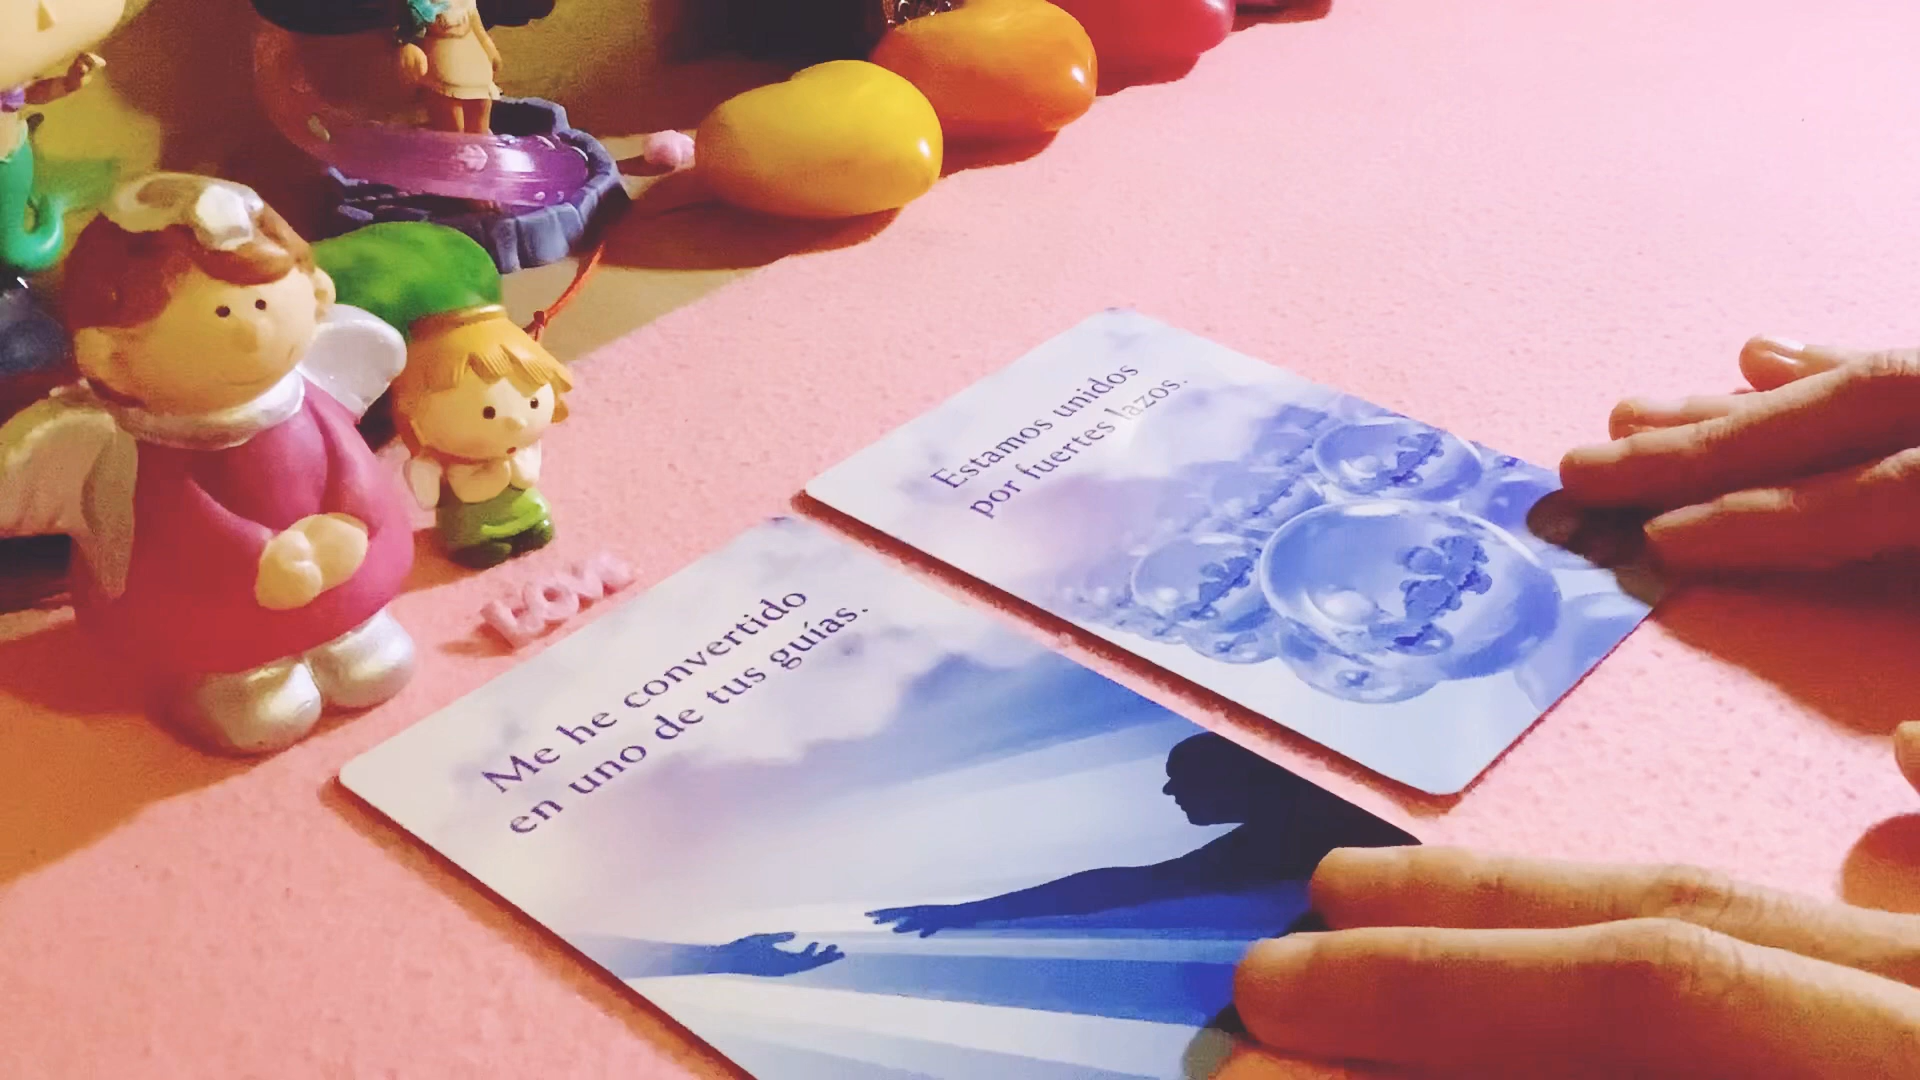 Estamos unidos
por fuertes lazos.
Me he convertido
en uno de tus guías.
Love